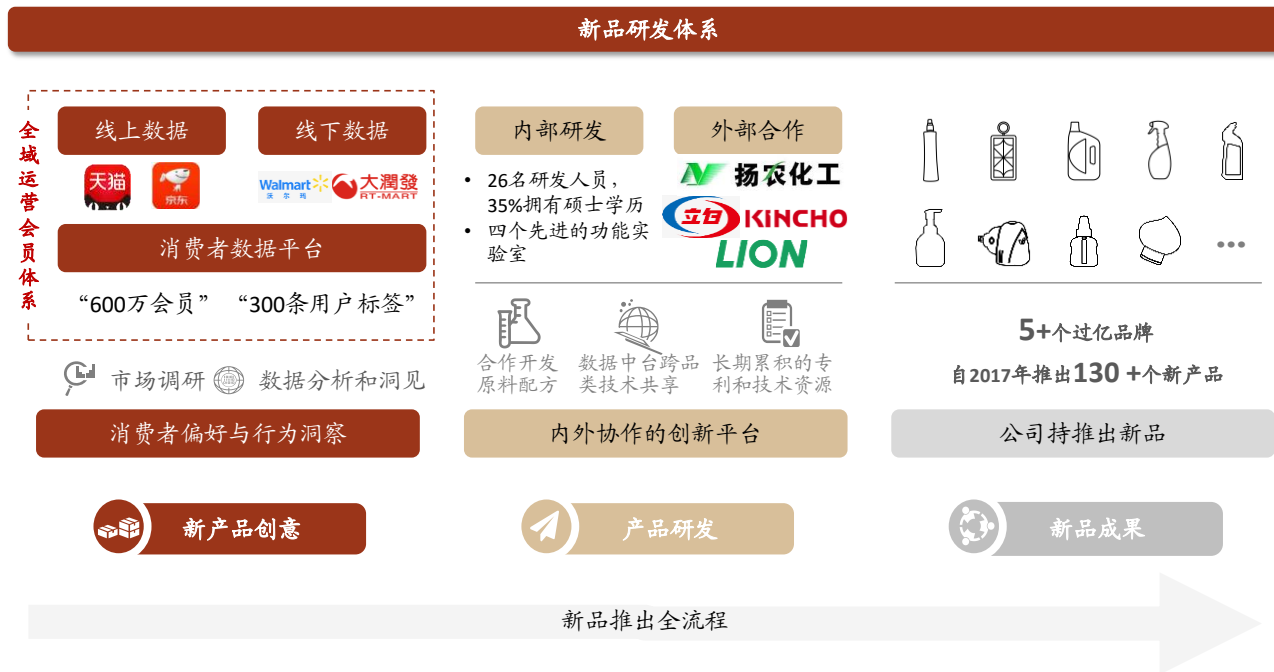 新品研发体系
全域运营会员体系
线上数据
线下数据
天猫
京东
Walmart
沃尔玛
大潤發
RT-MART
消费者数据平台
“600万会员” “300条用户标签”
市场调研
数据分析和洞见
消费者偏好与行为洞察
内部研发
外部合作
• 26名研发人员，
35%拥有硕士学历
• 四个先进的功能实
验室
扬农化工
立白
KINCHO
LION
合作开发
原料配方
数据中台跨品
类技术共享
长期累积的专
利和技术资源
内外协作的创新平台
5+个过亿品牌
自2017年推出130 +个新产品
公司持推出新品
新产品创意
产品研发
新品成果
新品推出全流程